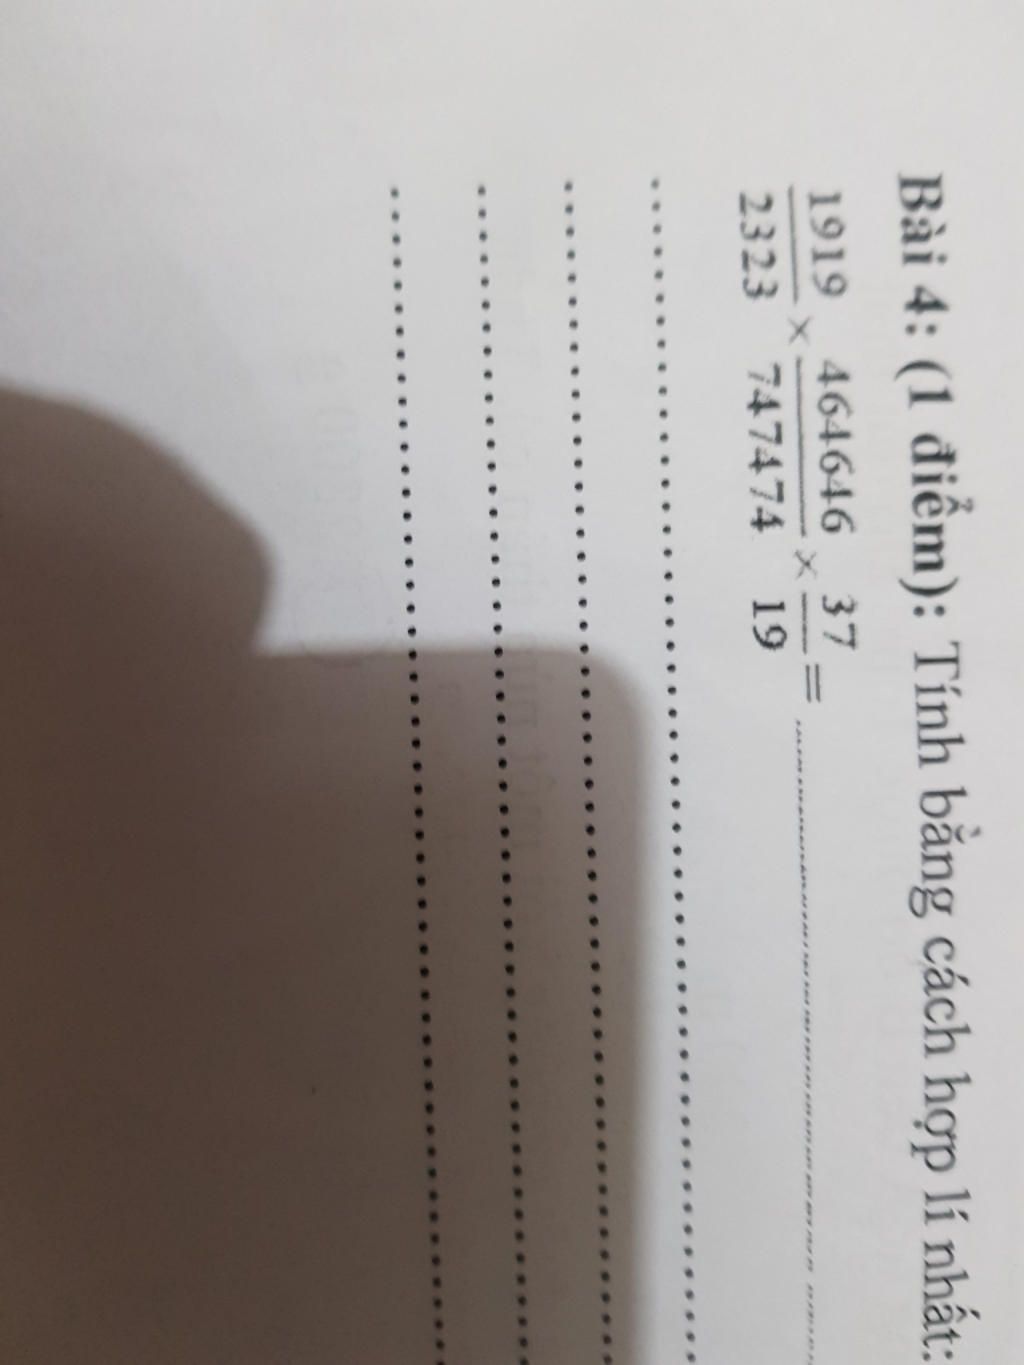 Bài 4: (1 điểm): Tính bằng cách hợp lí nhất:
1919/2323 × 464646/747474 × 37/19 =